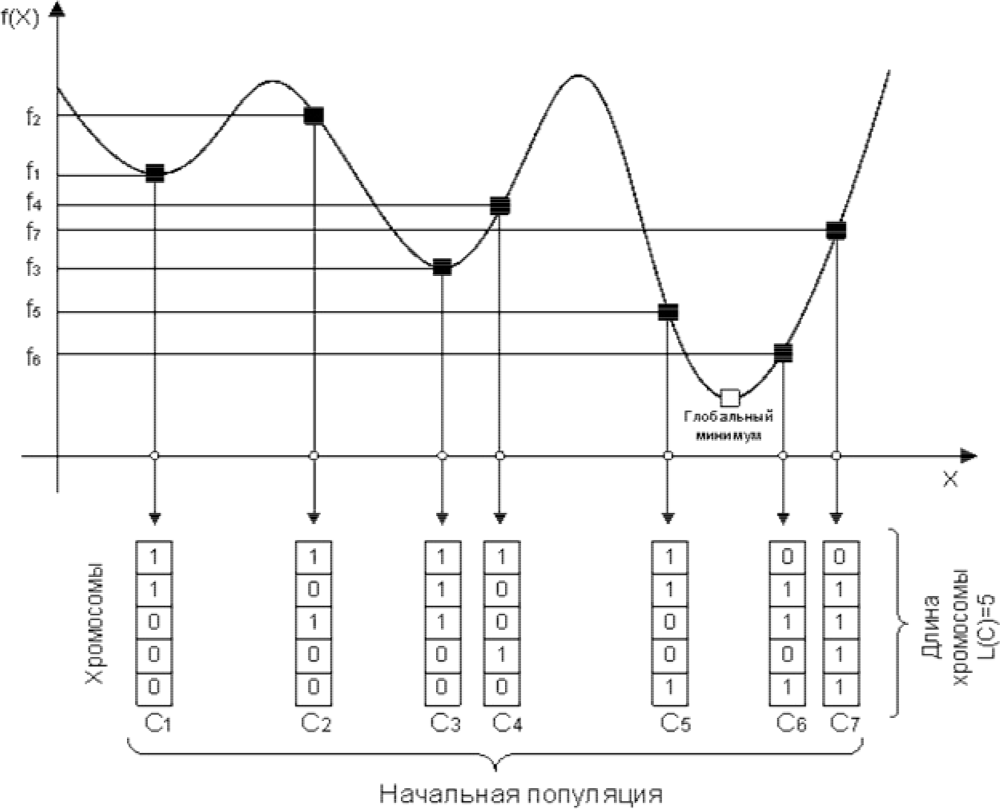 f(X)
f2
f1
f4
f7
f3
f5
f6
Глобальный
минимум
X
Хромосомы
1 1 1 1 1 0 0
1 0 1 0 1 1 1
0 1 1 0 0 1 1
0 0 0 1 0 0 1
0 0 0 0 1 1 1
C1 C2 C3 C4 C5 C6 C7
Длина
хромосомы
L(C)=5
Начальная популяция